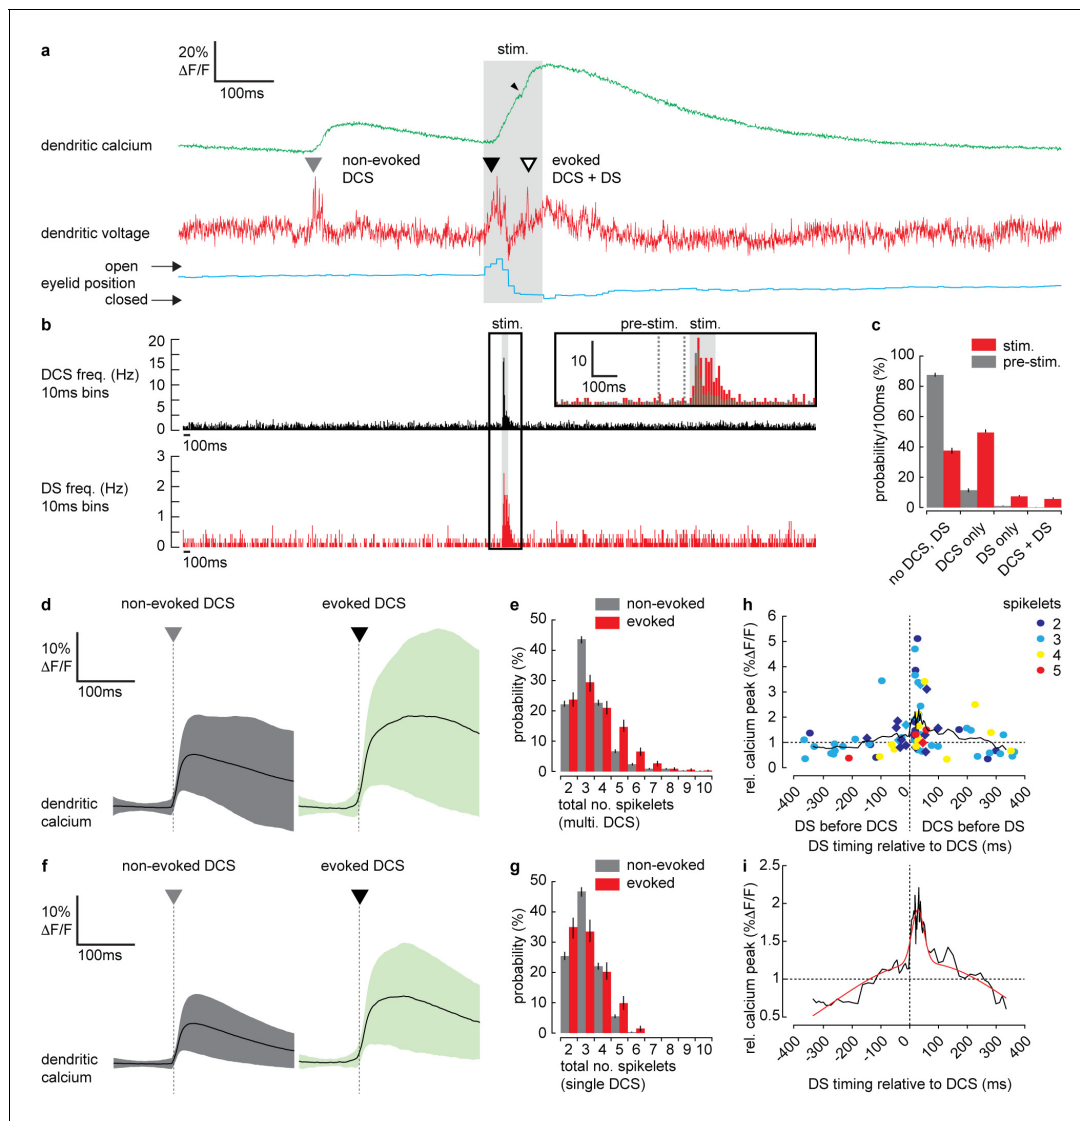 a
20%
ΔF/F
100ms
stim.
dendritic calcium
non-evoked
DCS
evoked
DCS + DS
dendritic voltage
open
eyelid position
closed
b
stim.
DCS freq. (Hz)
10ms bins
20
15
10
5
0
100ms
pre-stim. stim.
10
100ms
DS freq. (Hz)
10ms bins
3
2
1
0
100ms
c
stim.
pre-stim.
probability/100ms (%)
100
80
60
40
20
0
no DCS, DS
DCS only
DS only
DCS + DS
d
non-evoked DCS
evoked DCS
10%
ΔF/F
100ms
dendritic
calcium
e
non-evoked
evoked
probability (%)
50
40
30
20
10
0
2 3 4 5 6 7 8 9 10
total no. spikelets
(multi. DCS)
f
non-evoked DCS
evoked DCS
10%
ΔF/F
100ms
dendritic
calcium
g
non-evoked
evoked
probability (%)
50
40
30
20
10
0
2 3 4 5 6 7 8 9 10
total no. spikelets
(single DCS)
h
spikelets
2
3
4
5
rel. calcium peak (%ΔF/F)
6
5
4
3
2
1
0
-400 -300 -200 -100 0 100 200 300 400
DS before DCS DCS before DS
DS timing relative to DCS (ms)
i
rel. calcium peak (%ΔF/F)
2.5
2
1.5
1
0.5
-400 -300 -200 -100 0 100 200 300 400
DS timing relative to DCS (ms)